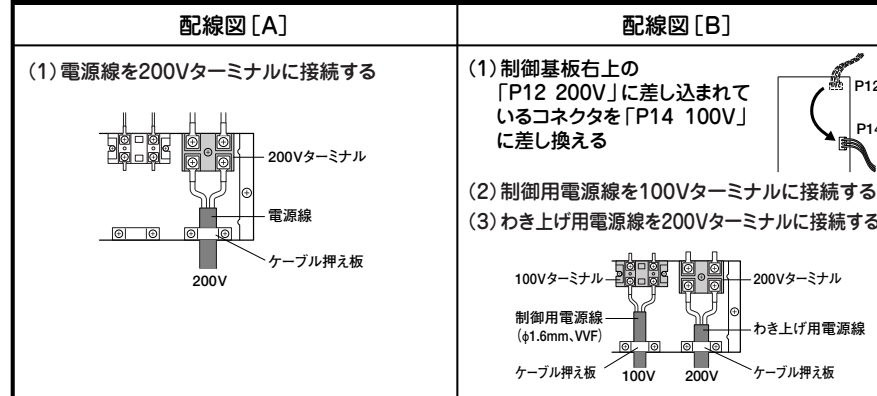 配線図[A]
(1)電源線を200Vターミナルに接続する
200Vターミナル
電源線
ケーブル押え板
200V
配線図[B]
(1)制御基板右上の
「P12 200V」に差し込まれて
いるコネクタを「P14 100V」
に差し換える
P12
P14
(2)制御用電源線を100Vターミナルに接続する
(3)わき上げ用電源線を200Vターミナルに接続する
100Vターミナル
200Vターミナル
制御用電源線
(φ1.6mm、VVF)
わき上げ用電源線
ケーブル押え板
100V
200V
ケーブル押え板